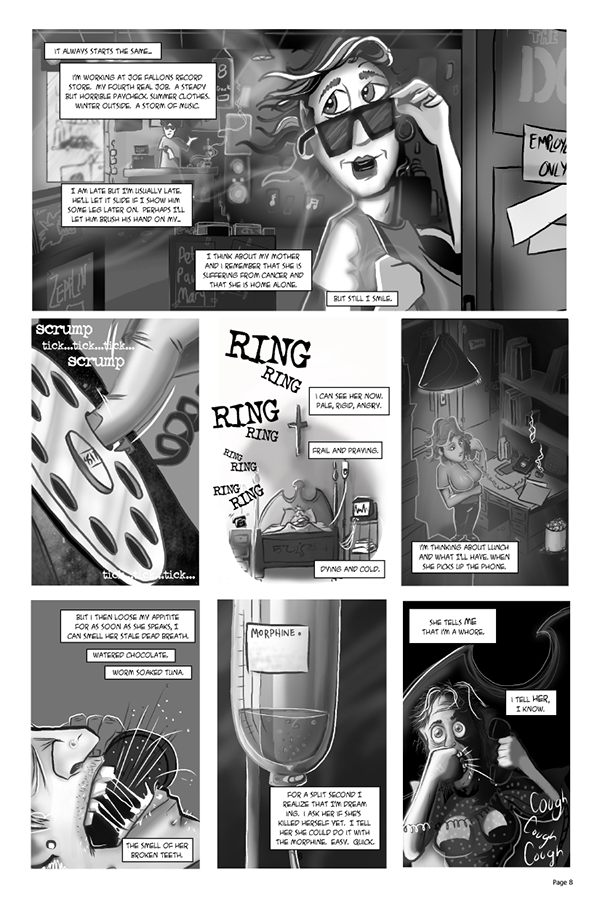 IT ALWAYS STARTS THE SAME...
I'M WORKING AT JOE FALLONS RECORD
STORE. MY FOURTH REAL JOB. A STEADY
BUT HORRIBLE PAYCHECK. SUMMER CLOTHES.
WINTER OUTSIDE. A STORM OF MUSIC.
I AM LATE BUT I'M USUALLY LATE.
HE'LL LET IT SLIDE IF I SHOW HIM
SOME LEG LATER ON. PERHAPS I'LL
LET HIM BRUSH HIS HAND ON MY...
I THINK ABOUT MY MOTHER
AND I REMEMBER THAT SHE IS
SUFFERING FROM CANCER AND
THAT SHE IS HOME ALONE.
BUT STILL I SMILE.
THE
DO
EMPLOYE
ONLY
ZEPLIN
Pete
Paul
Mary
scrump
tick...tick...tick...
scrump
RING
RING
RING
RING
RING
RING
RING
RING
I CAN SEE HER NOW.
PALE, RIGID, ANGRY.
FRAIL AND PRAYING.
DYING AND COLD.
I'M THINKING ABOUT LUNCH
AND WHAT I'LL HAVE, WHEN
SHE PICKS UP THE PHONE.
BUT I THEN LOOSE MY APPITITE
FOR AS SOON AS SHE SPEAKS, I
CAN SMELL HER STALE DEAD BREATH.
WATERED CHOCOLATE.
WORM SOAKED TUNA.
THE SMELL OF HER
BROKEN TEETH.
MORPHINE.
FOR A SPLIT SECOND I
REALIZE THAT I'M DREAM
ING. I ASK HER IF SHE'S
KILLED HERSELF YET. I TELL
HER SHE COULD DO IT WITH
THE MORPHINE. EASY. QUICK.
SHE TELLS ME
THAT I'M A WHORE.
I TELL HER,
I KNOW.
Cough
Cough
Cough
Page 8